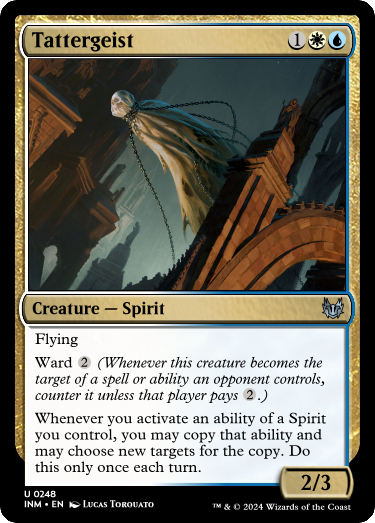 Tattergeist 1
Creature — Spirit
Flying
Ward 2 (Whenever this creature becomes the
target of a spell or ability an opponent controls,
counter it unless that player pays 2.)
Whenever you activate an ability of a Spirit
you control, you may copy that ability and
may choose new targets for the copy. Do
this only once each turn.
2/3
U 0248
INM • EN Lucas Torouato
™ & © 2024 Wizards of the Coast